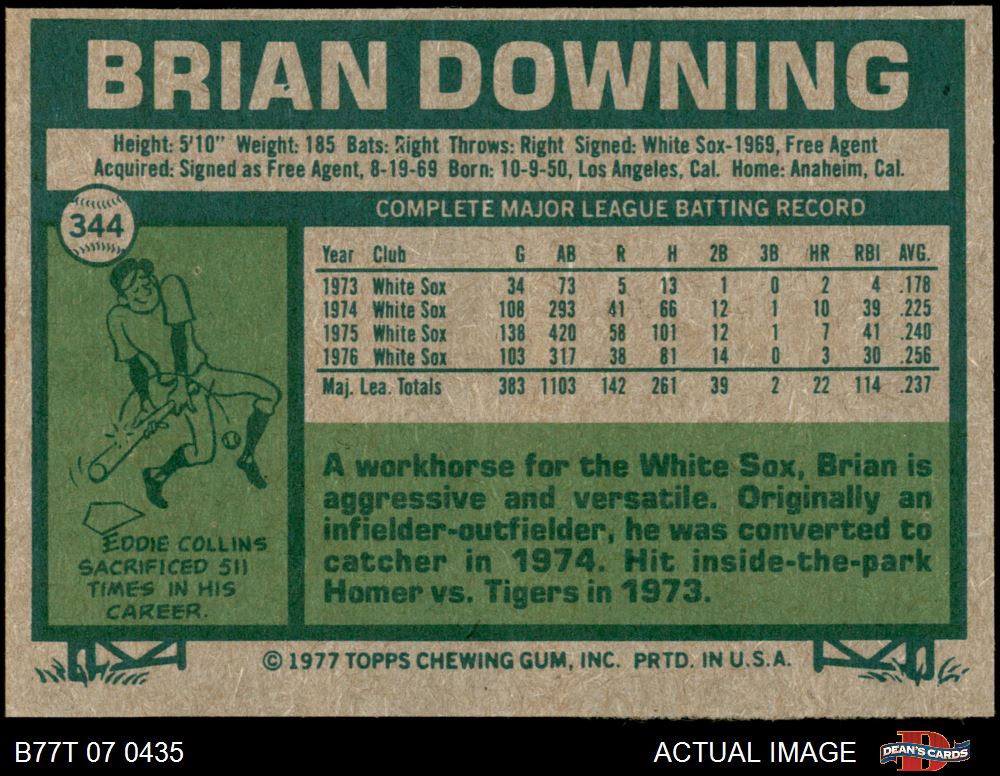 BRIAN DOWNING
Height: 5'10" Weight: 185 Bats: Right Throws: Right Signed: White Sox-1969, Free Agent
Acquired: Signed as Free Agent, 8-19-69 Born: 10-9-50, Los Angeles, Cal. Home: Anaheim, Cal.
344
COMPLETE MAJOR LEAGUE BATTING RECORD
Year Club G AB R H 2B 3B HR RBI AVG.
1973 White Sox 34 73 5 13 1 0 2 4 .178
1974 White Sox 108 293 41 66 12 1 10 39 .225
1975 White Sox 138 420 58 101 12 1 7 41 .240
1976 White Sox 103 317 38 81 14 0 3 30 .256
Maj. Lea. Totals 383 1103 142 261 39 2 22 114 .237
EDDIE COLLINS
SACRIFICED 511
TIMES IN HIS
CAREER.
A workhorse for the White Sox, Brian is
aggressive and versatile. Originally an
infielder-outfielder, he was converted to
catcher in 1974. Hit inside-the-park
Homer vs. Tigers in 1973.
© 1977 TOPPS CHEWING GUM, INC. PRTD. IN U.S.A.
B77T 07 0435
ACTUAL IMAGE
DEAN'S CARDS